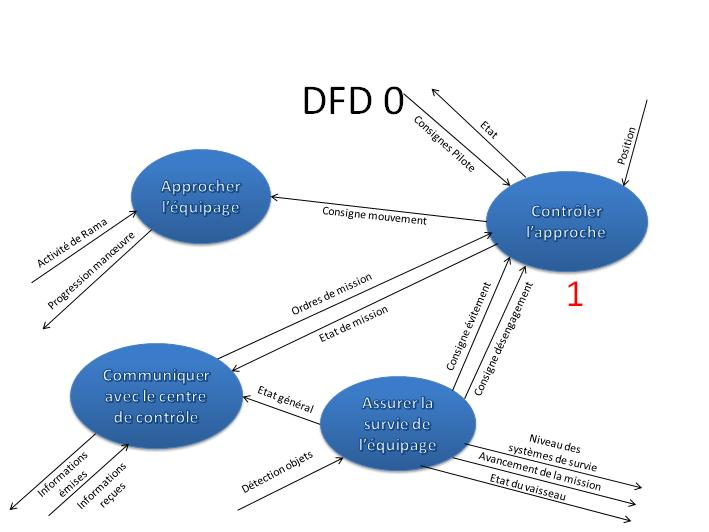 DFD 0
Etat
Consignes Pilote
Position
Approcher
l'équipage
Contrôler
l'approche
Consigne mouvement
Activité de Rama
Progression manœuvre
1
Ordres de mission
Etat de mission
Consigne évitement
Consigne désengagement
Communiquer
avec le centre
de contrôle
Etat général
Assurer la
survie de
l'équipage
Informations
émises
Informations
reçues
Détection objets
Niveau des
systèmes de survie
Avancement de la mission
Etat du vaisseau